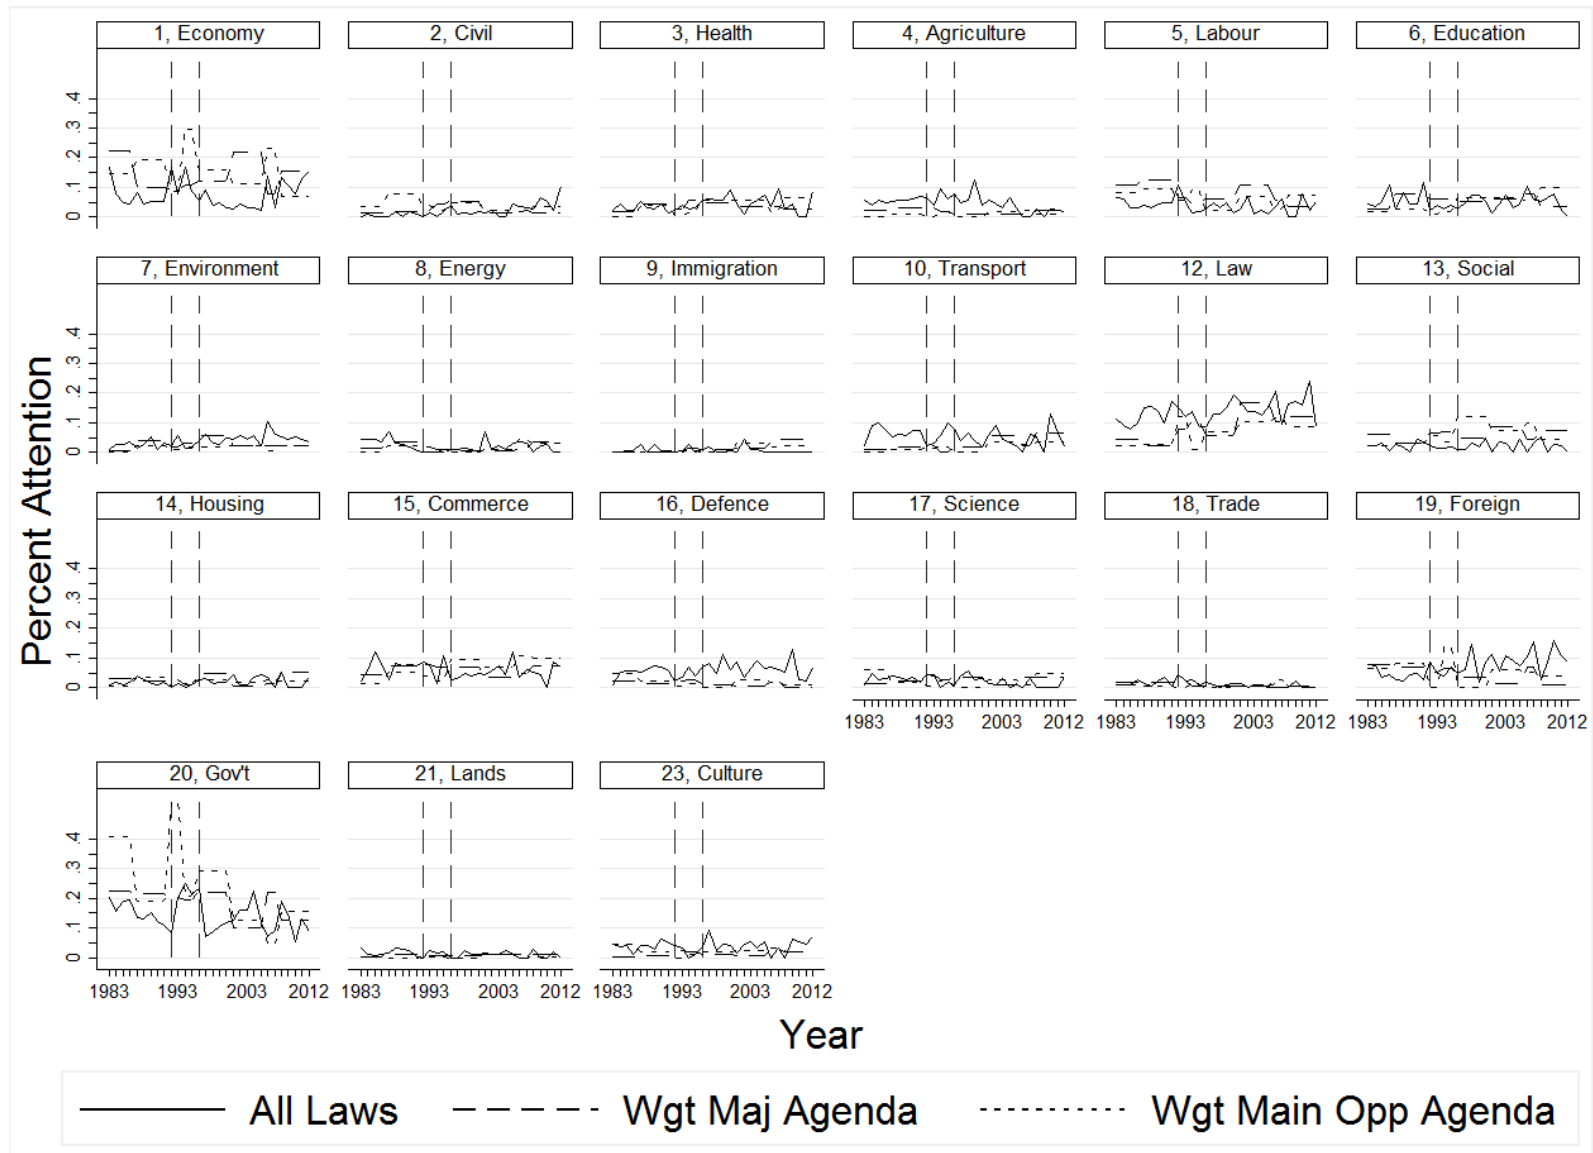 1, Economy
2, Civil
3, Health
4, Agriculture
5, Labour
6, Education
.4
.3
.2
.1
0
7, Environment
8, Energy
9, Immigration
10, Transport
12, Law
13, Social
.4
.3
.2
.1
0
Percent Attention
14, Housing
15, Commerce
16, Defence
17, Science
18, Trade
19, Foreign
.4
.3
.2
.1
0
1983 1993 2003 2012 1983 1993 2003 2012 1983 1993 2003 2012
20, Gov't
21, Lands
23, Culture
.4
.3
.2
.1
0
1983 1993 2003 2012 1983 1993 2003 2012 1983 1993 2003 2012
Year
All Laws
Wgt Maj Agenda
Wgt Main Opp Agenda